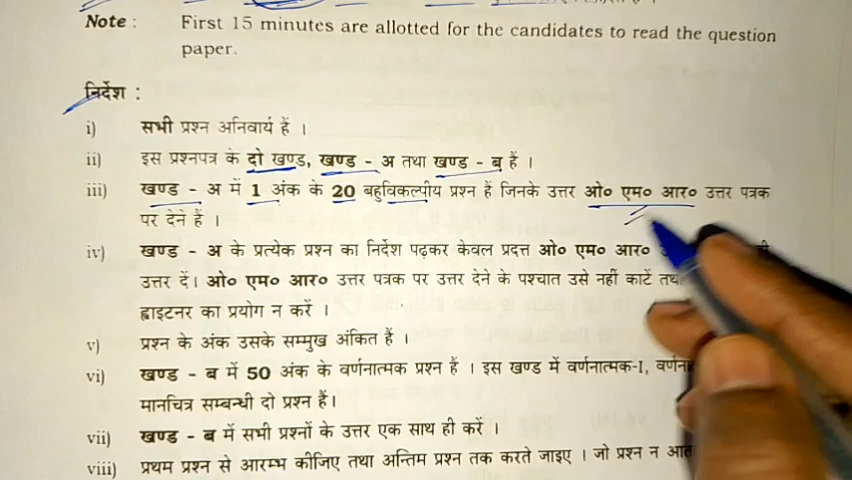 Note : First 15 minutes are allotted for the candidates to read the question
paper.
निर्देश :
i) सभी प्रश्न अनिवार्य हैं ।
ii) इस प्रश्नपत्र के दो खण्ड, खण्ड - अ तथा खण्ड - ब हैं ।
iii) खण्ड - अ में 1 अंक के 20 बहुविकल्पीय प्रश्न हैं जिनके उत्तर ओ० एम० आर० उत्तर पत्रक
पर देने हैं ।
iv) खण्ड - अ के प्रत्येक प्रश्न का निर्देश पढ़कर केवल प्रदत्त ओ० एम० आर०
उत्तर दें। ओ० एम० आर० उत्तर पत्रक पर उत्तर देने के पश्चात उसे नहीं काटें
ह्वाइटनर का प्रयोग न करें ।
v) प्रश्न के अंक उसके सम्मुख अंकित हैं ।
vi) खण्ड - ब में 50 अंक के वर्णनात्मक प्रश्न हैं । इस खण्ड में वर्णनात्मक-I,
मानचित्र सम्बन्धी दो प्रश्न हैं।
vii) खण्ड - ब में सभी प्रश्नों के उत्तर एक साथ ही करें ।
viii) प्रथम प्रश्न से आरम्भ कीजिए तथा अन्तिम प्रश्न तक करते जाइए । जो प्रश्न न